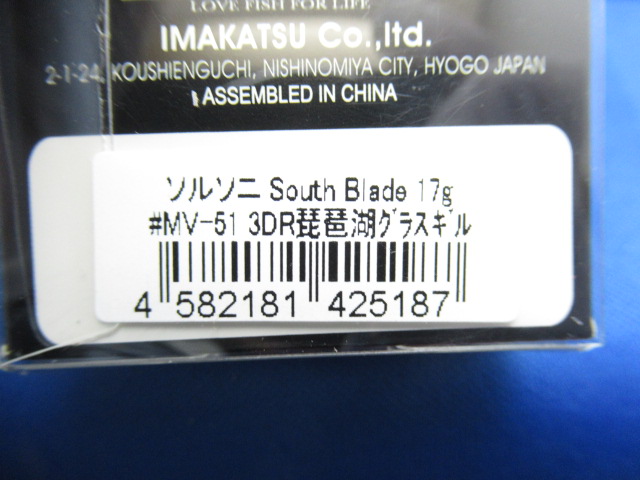 LOVE FISH FOR LIFE
IMAKATSU Co.,ltd.
2-1-24, KOUSHIENGUCHI, NISHINOMIYA CITY, HYOGO JAPAN
ASSEMBLED IN CHINA
ソルソニ South Blade 17g
#MV-51 3DR琵琶湖グラスギル
4 582181 425187